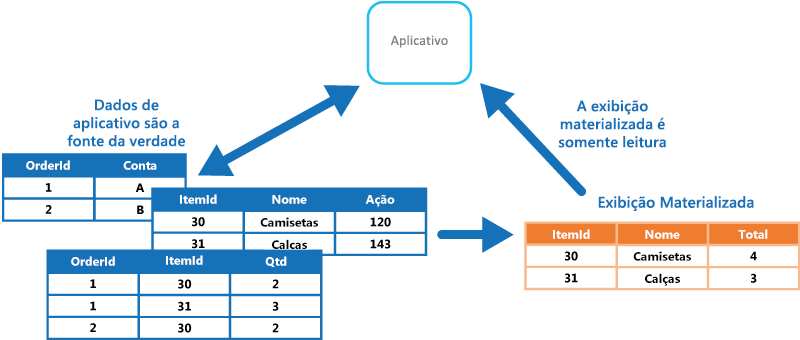 Aplicativo
Dados de
aplicativo são a
fonte da verdade
OrderId Conta
1 A
2 B
ItemId Nome Ação
30 Camisetas 120
31 Calças 143
OrderId ItemId Qtd
1 30 2
1 31 3
2 30 2
A exibição
materializada é
somente leitura
Exibição Materializada
ItemId Nome Total
30 Camisetas 4
31 Calças 3